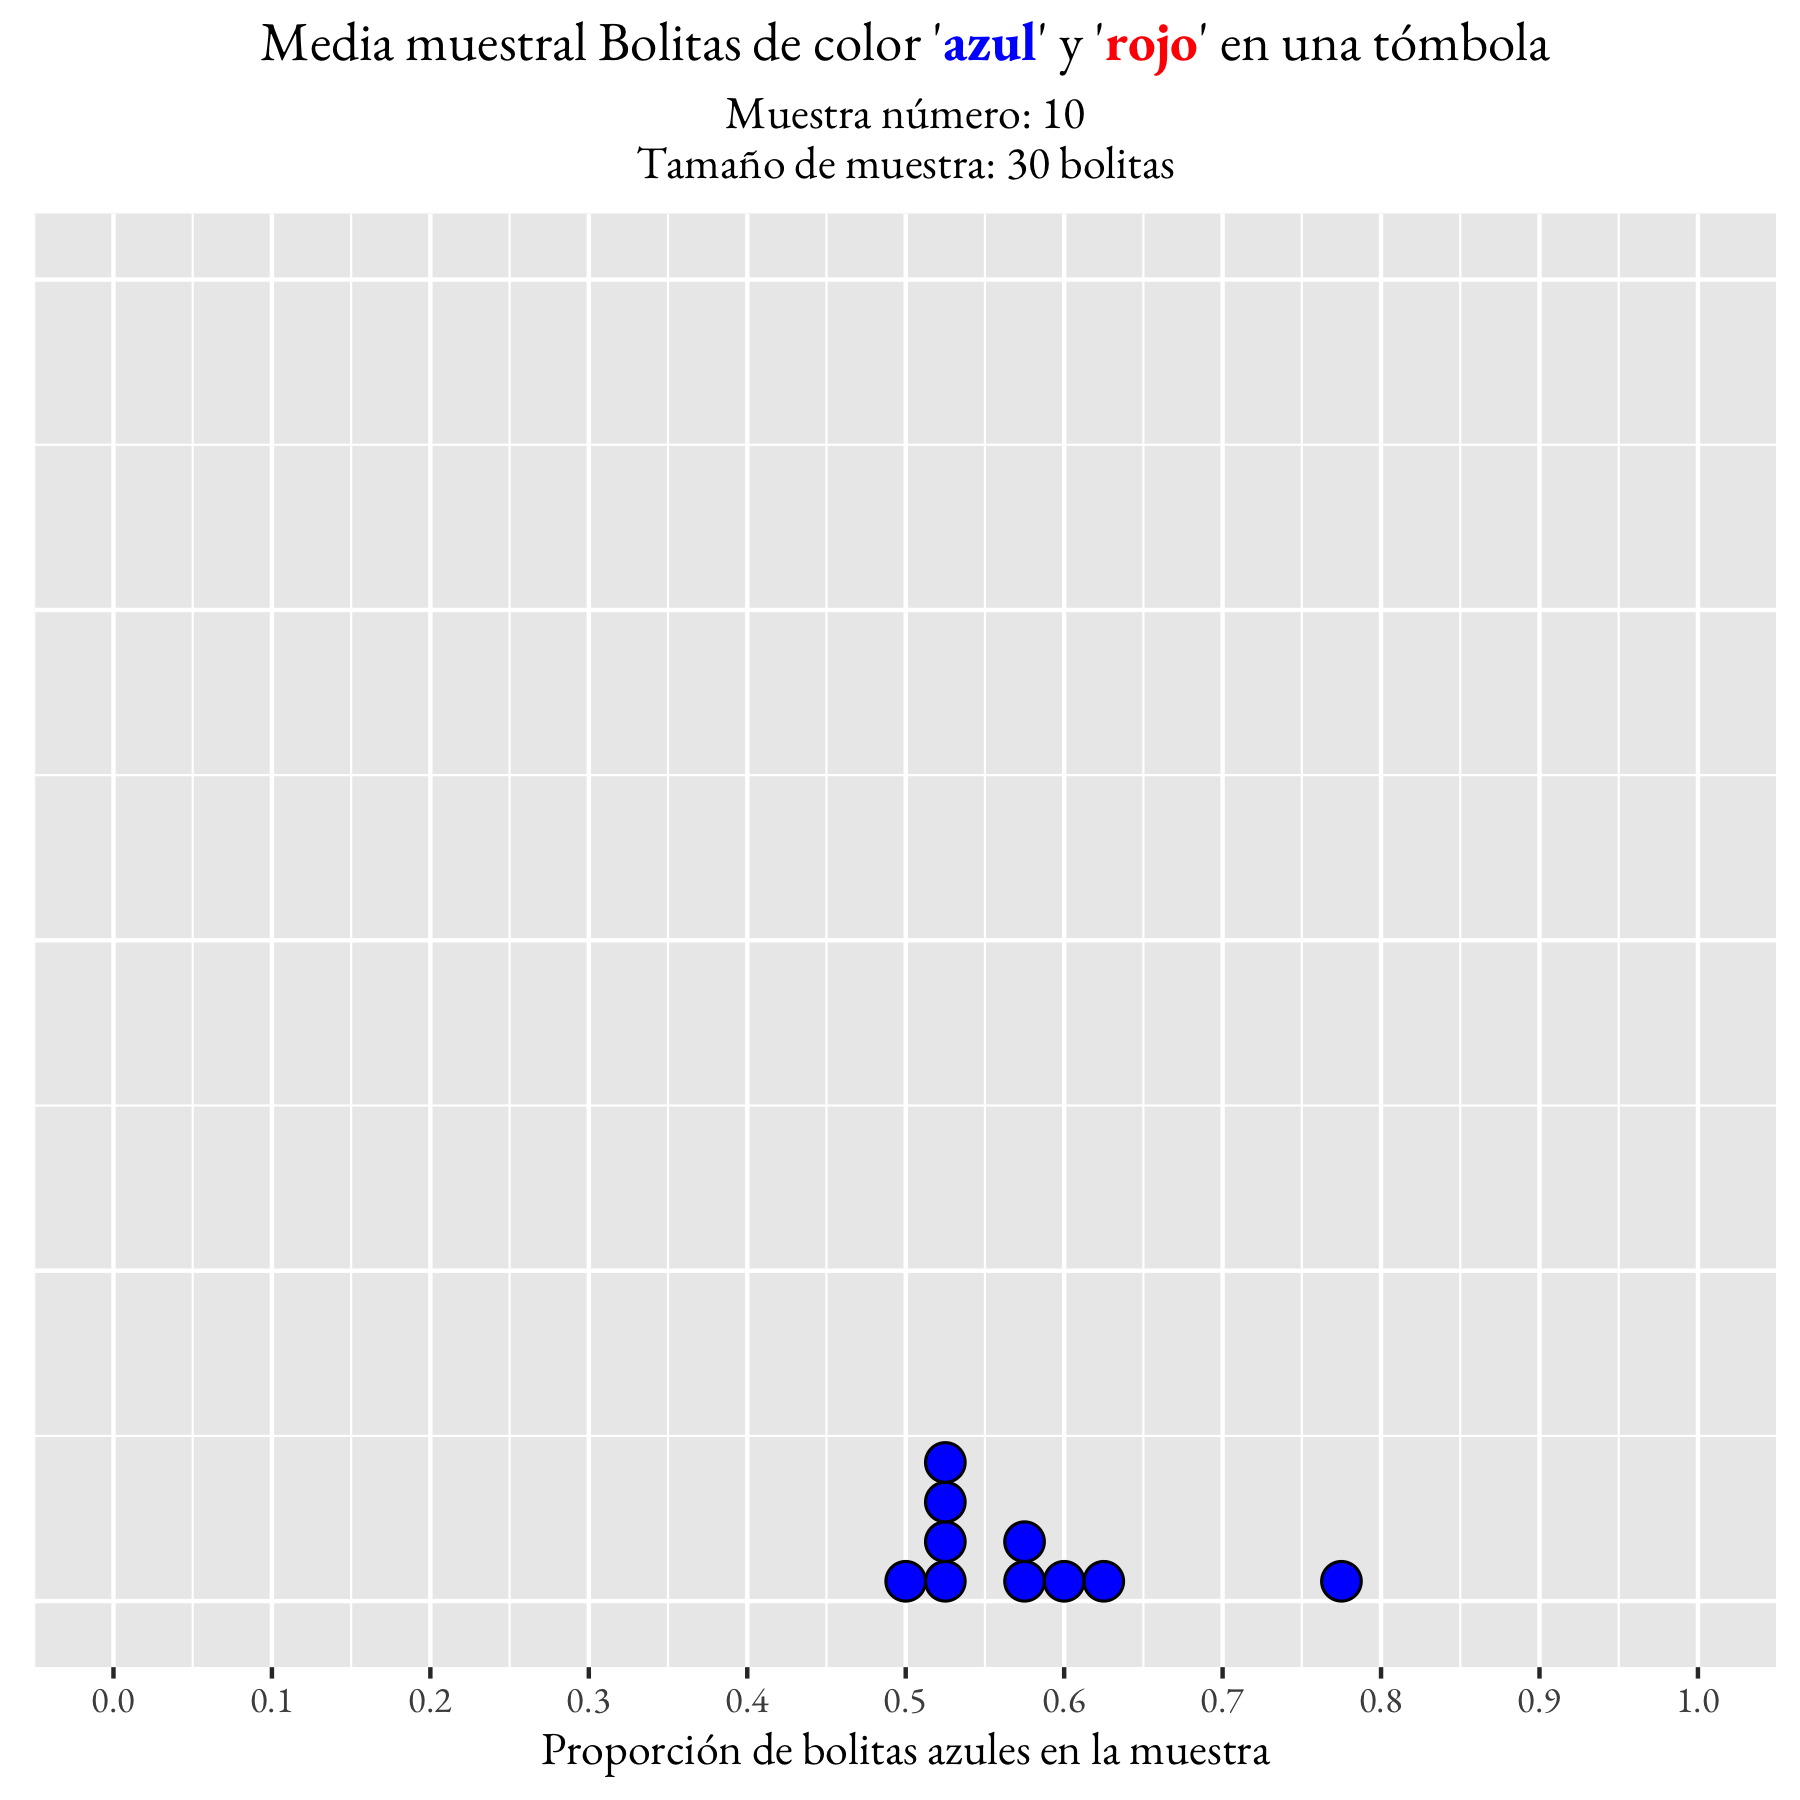 Media muestral Bolitas de color 'azul' y 'rojo' en una tómbola
Muestra número: 10
Tamaño de muestra: 30 bolitas
0.0 0.1 0.2 0.3 0.4 0.5 0.6 0.7 0.8 0.9 1.0
Proporción de bolitas azules en la muestra